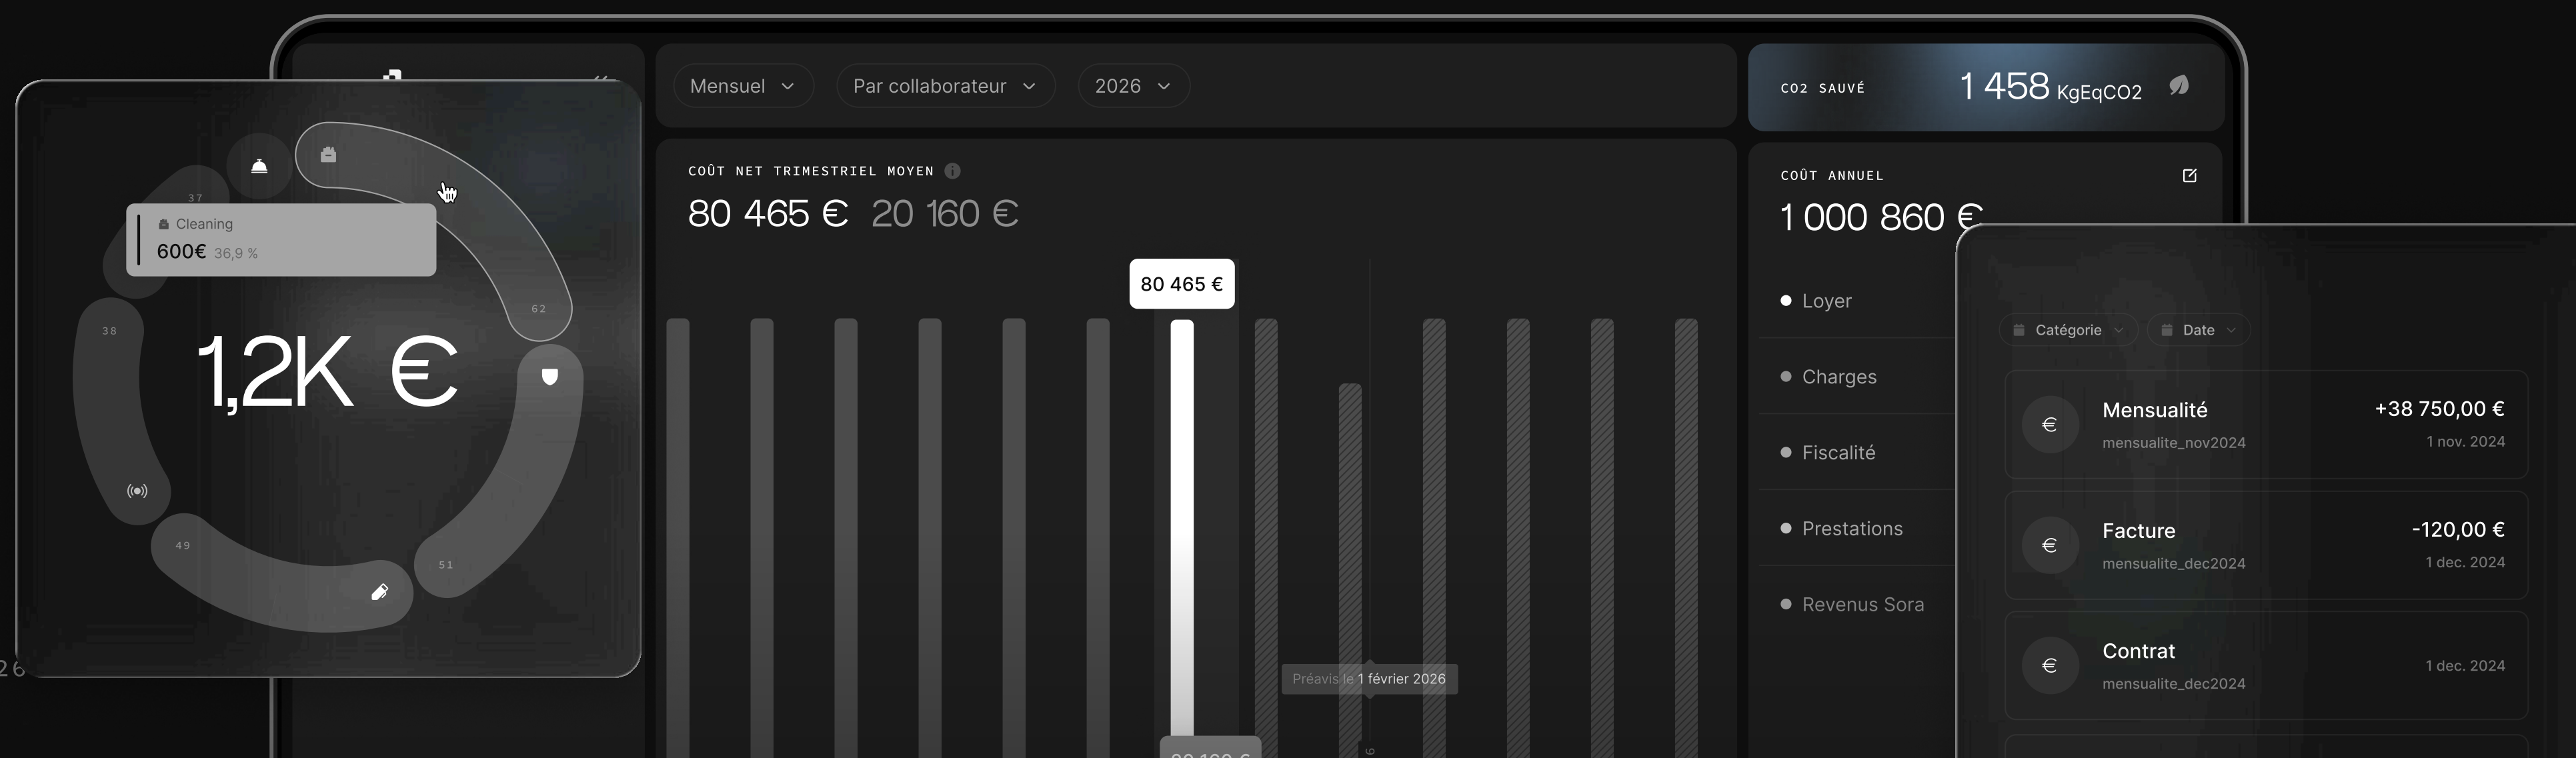 37
Cleaning
600€ 36,9 %
62
38
1,2K €
49
51
26
Mensuel
Par collaborateur
2026
COÛT NET TRIMESTRIEL MOYEN
80 465 € 20 160 €
80 465 €
Préavis le 1 février 2026
CO2 SAUVÉ
1 458 KgEqCO2
COÛT ANNUEL
1 000 860 €
Loyer
Charges
Fiscalité
Prestations
Revenus Sora
Catégorie
Date
Mensualité
+38 750,00 €
mensualite_nov2024
1 nov. 2024
Facture
-120,00 €
mensualite_dec2024
1 dec. 2024
Contrat
1 dec. 2024
mensualite_dec2024